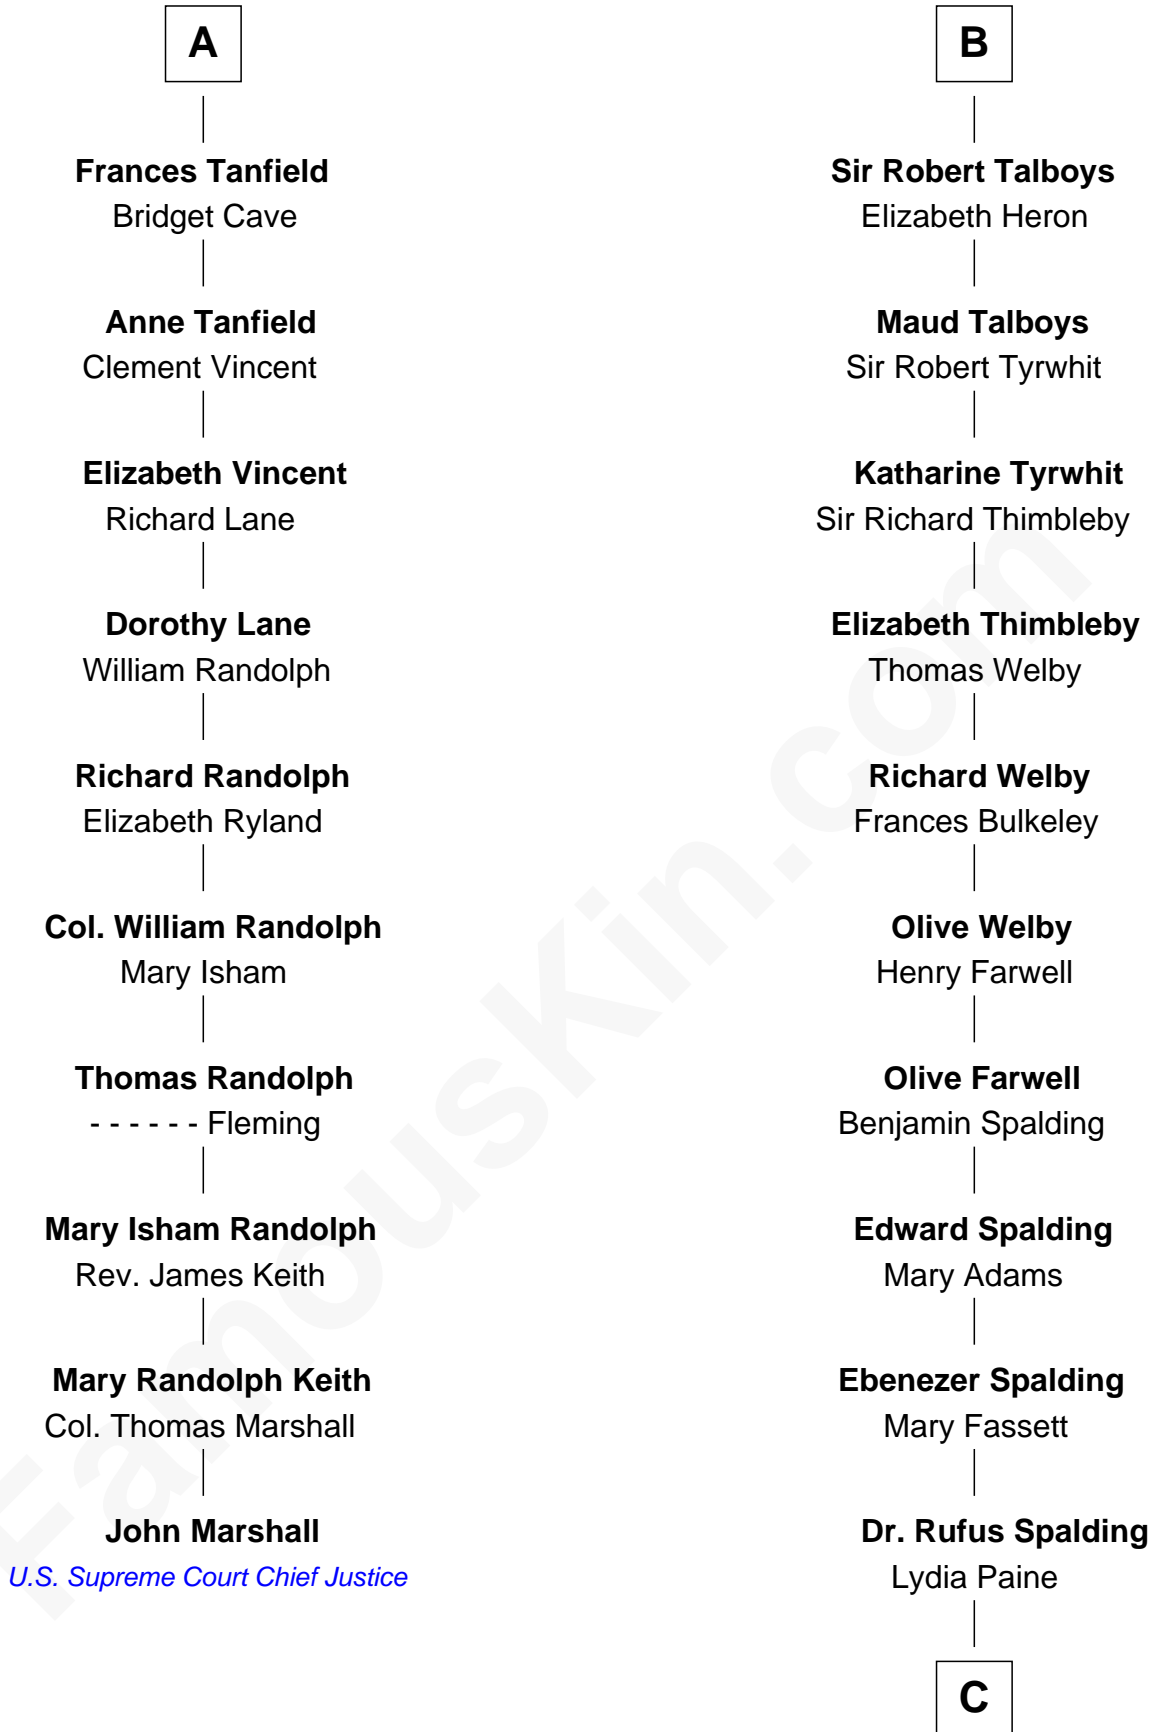 A
Frances Tanfield
Bridget Cave
Anne Tanfield
Clement Vincent
Elizabeth Vincent
Richard Lane
Dorothy Lane
William Randolph
Richard Randolph
Elizabeth Ryland
Col. William Randolph
Mary Isham
Thomas Randolph
- - - - - - Fleming
Mary Isham Randolph
Rev. James Keith
Mary Randolph Keith
Col. Thomas Marshall
John Marshall
U.S. Supreme Court Chief Justice
B
Sir Robert Talboys
Elizabeth Heron
Maud Talboys
Sir Robert Tyrwhit
Katharine Tyrwhit
Sir Richard Thimbleby
Elizabeth Thimbleby
Thomas Welby
Richard Welby
Frances Bulkeley
Olive Welby
Henry Farwell
Olive Farwell
Benjamin Spalding
Edward Spalding
Mary Adams
Ebenezer Spalding
Mary Fassett
Dr. Rufus Spalding
Lydia Paine
C
FamousKin.com